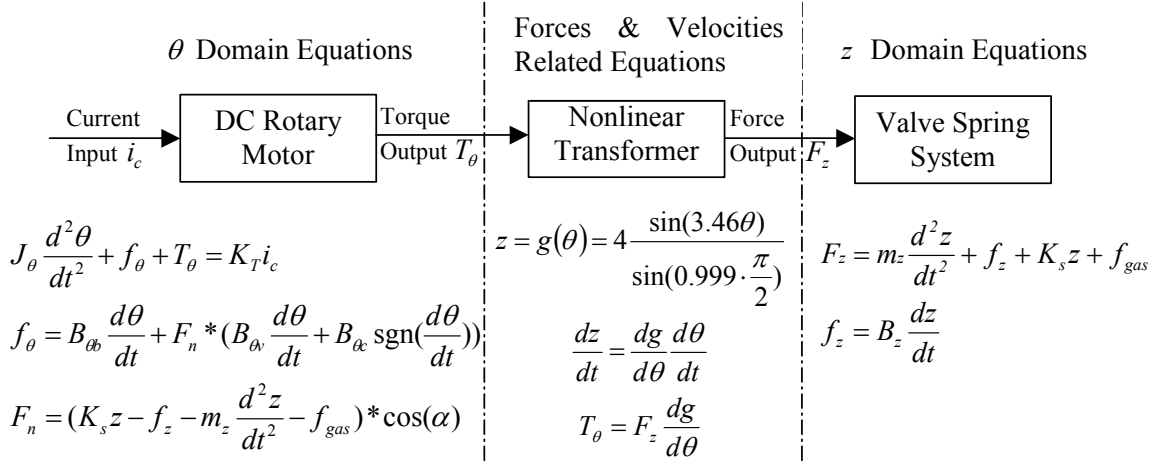 θ Domain Equations
Forces & Velocities
Related Equations
z Domain Equations
Current
Input i_c
DC Rotary
Motor
Torque
Output T_θ
Nonlinear
Transformer
Force
Output F_z
Valve Spring
System
J_θ d²θ/dt² + f_θ + T_θ = K_T i_c
f_θ = B_θb dθ/dt + F_n * (B_θv dθ/dt + B_θc sgn(dθ/dt))
F_n = (K_s z − f_z − m_z d²z/dt² − f_gas) * cos(α)
z = g(θ) = 4 sin(3.46θ) / sin(0.999 · π/2)
dz/dt = dg/dθ dθ/dt
T_θ = F_z dg/dθ
F_z = m_z d²z/dt² + f_z + K_s z + f_gas
f_z = B_z dz/dt